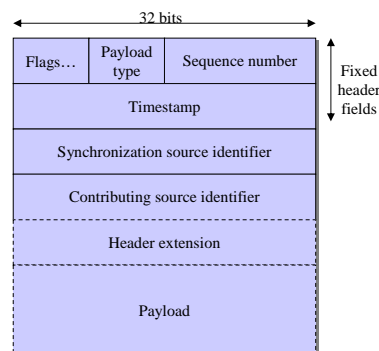 32 bits
Flags…
Payload
type
Sequence number
Fixed
header
fields
Timestamp
Synchronization source identifier
Contributing source identifier
Header extension
Payload